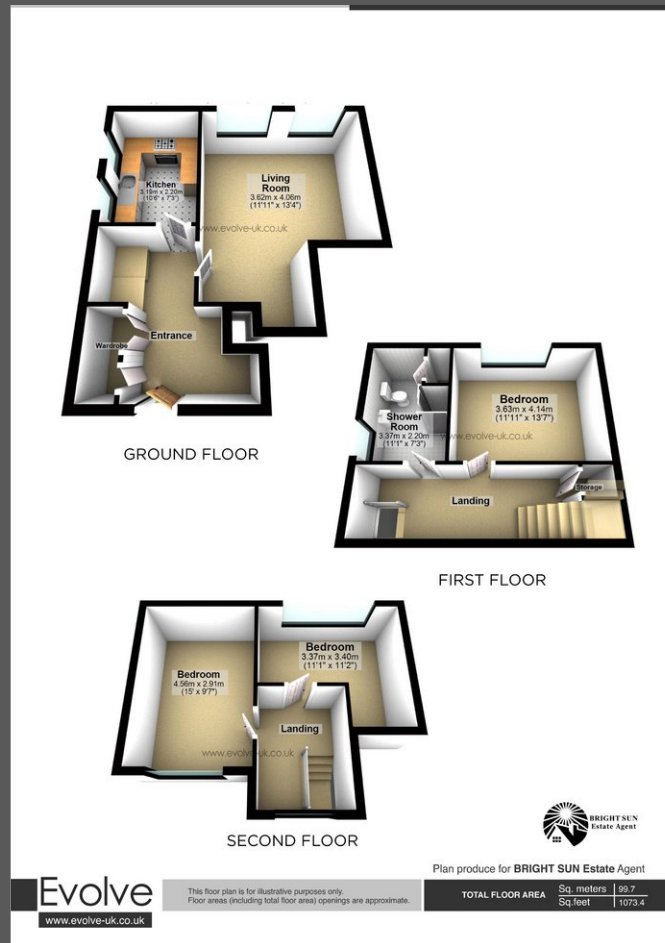 Kitchen
3.19m x 2.20m
(10'6" x 7'3")
Living
Room
3.62m x 4.06m
(11'11" x 13'4")
www.evolve-uk.co.uk
Entrance
Wardrobe
GROUND FLOOR
Shower
Room
3.37m x 2.20m
(11'1" x 7'3")
Bedroom
3.63m x 4.14m
(11'11" x 13'7")
www.evolve-uk.co.uk
Landing
Storage
FIRST FLOOR
Bedroom
4.56m x 2.91m
(15' x 9'7")
Bedroom
3.37m x 3.40m
(11'1" x 11'2")
Landing
www.evolve-uk.co.uk
SECOND FLOOR
BRIGHT SUN
Estate Agent
Plan produce for BRIGHT SUN Estate Agent
Evolve
www.evolve-uk.co.uk
This floor plan is for illustrative purposes only.
Floor areas (including total floor area) openings are approximate.
TOTAL FLOOR AREA
Sq. meters 99.7
Sq.feet 1073.4